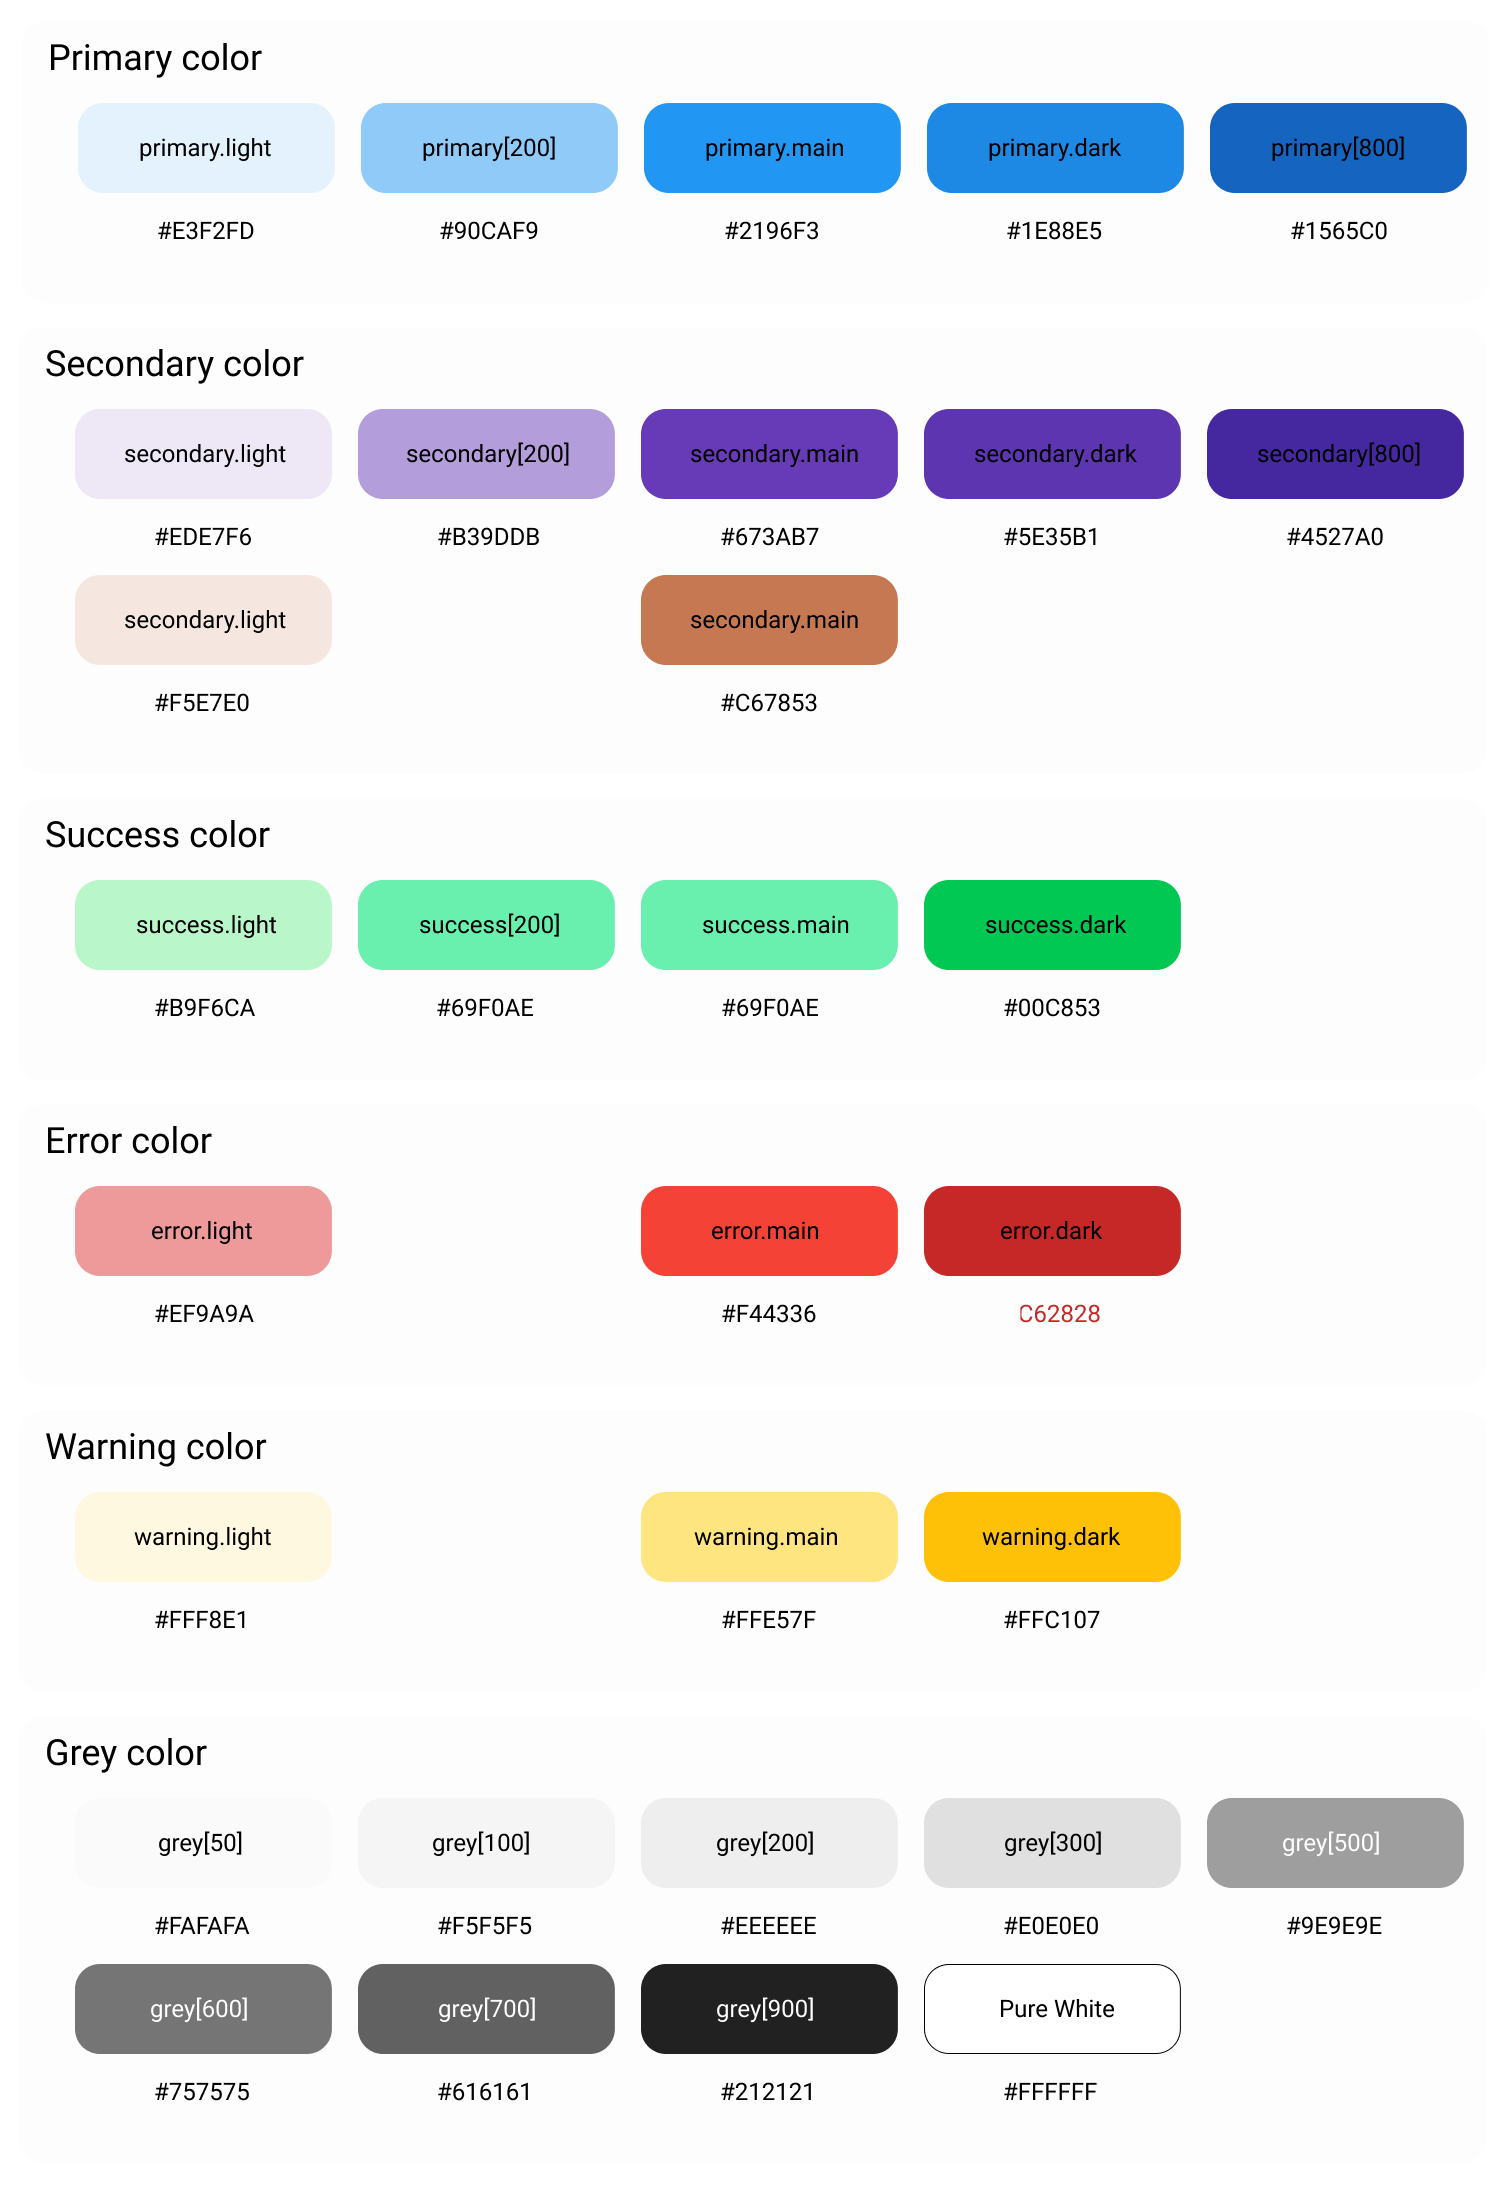 Primary color
primary.light primary[200] primary.main primary.dark primary[800]
#E3F2FD #90CAF9 #2196F3 #1E88E5 #1565C0
Secondary color
secondary.light secondary[200] secondary.main secondary.dark secondary[800]
#EDE7F6 #B39DDB #673AB7 #5E35B1 #4527A0
secondary.light secondary.main
#F5E7E0 #C67853
Success color
success.light success[200] success.main success.dark
#B9F6CA #69F0AE #69F0AE #00C853
Error color
error.light error.main error.dark
#EF9A9A #F44336 C62828
Warning color
warning.light warning.main warning.dark
#FFF8E1 #FFE57F #FFC107
Grey color
grey[50] grey[100] grey[200] grey[300] grey[500]
#FAFAFA #F5F5F5 #EEEEEE #E0E0E0 #9E9E9E
grey[600] grey[700] grey[900] Pure White
#757575 #616161 #212121 #FFFFFF